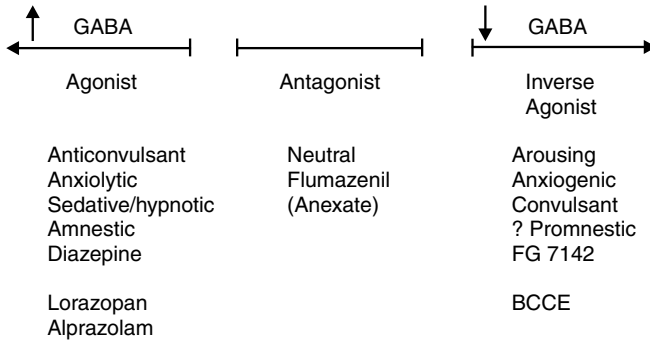 GABA
Agonist
Anticonvulsant
Anxiolytic
Sedative/hypnotic
Amnestic
Diazepine
Lorazopan
Alprazolam
Antagonist
Neutral
Flumazenil
(Anexate)
GABA
Inverse
Agonist
Arousing
Anxiogenic
Convulsant
? Promnestic
FG 7142
BCCE